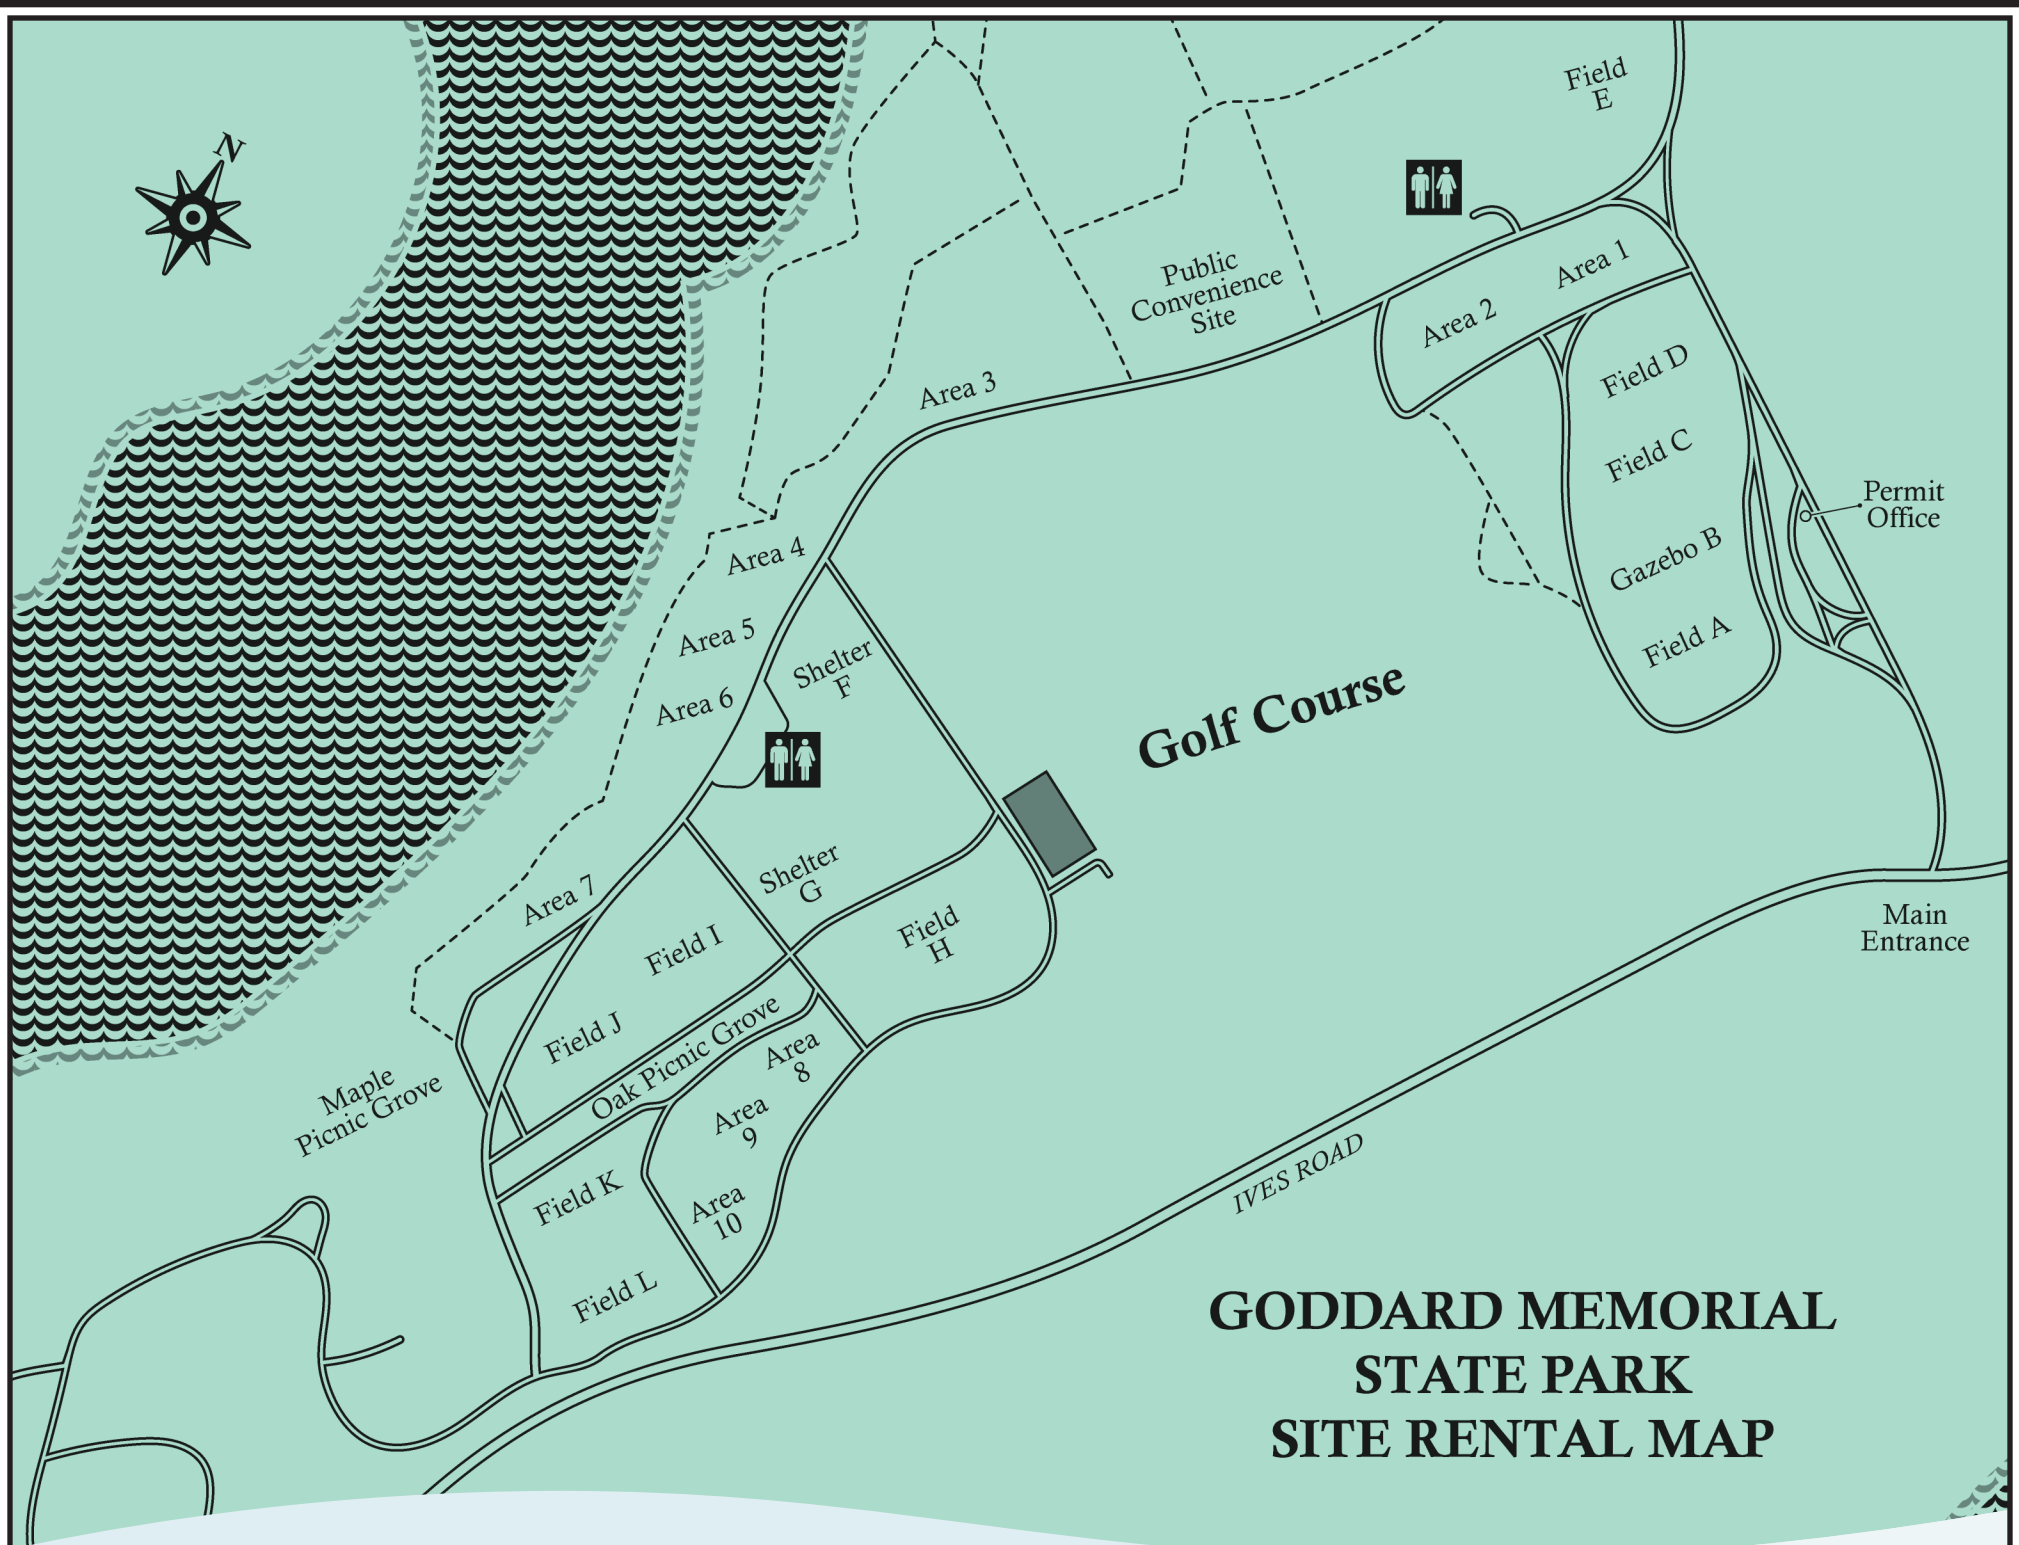 N
Field
E
Public
Convenience
Site
Area 1
Area 2
Area 3
Field D
Field C
Permit
Office
Gazebo B
Field A
Area 4
Area 5
Area 6
Shelter
F
Golf Course
Shelter
G
Area 7
Field I
Field
H
Main
Entrance
Field J
Oak Picnic Grove
Area
8
Maple
Picnic Grove
Area
9
Field K
Area
10
IVES ROAD
Field L
GODDARD MEMORIAL
STATE PARK
SITE RENTAL MAP